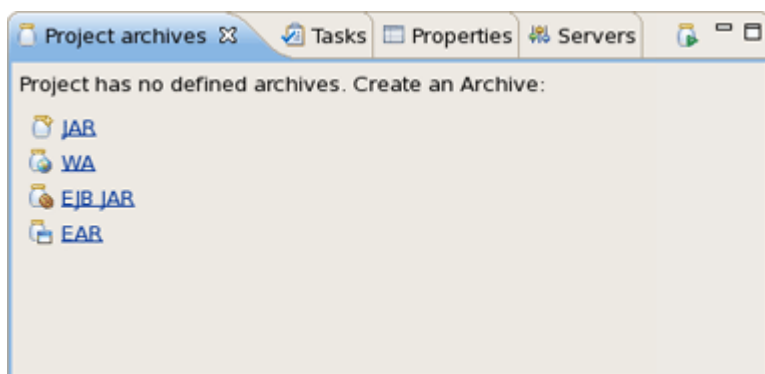 Project archives Tasks Properties Servers
Project has no defined archives. Create an Archive:
JAR
WA
EJB JAR
EAR